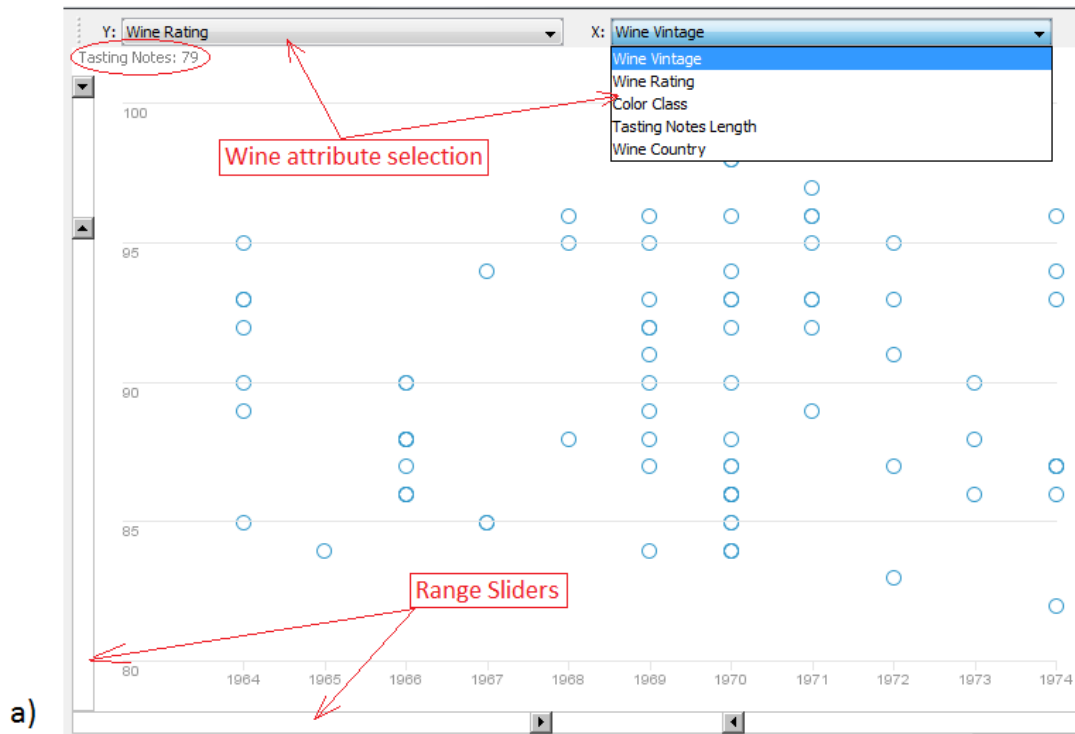 Y: Wine Rating X: Wine Vintage
Tasting Notes: 79
Wine Vintage
Wine Rating
Color Class
Tasting Notes Length
Wine Country
100
Wine attribute selection
95
90
85
Range Sliders
80
1964 1965 1966 1967 1968 1969 1970 1971 1972 1973 1974
a)